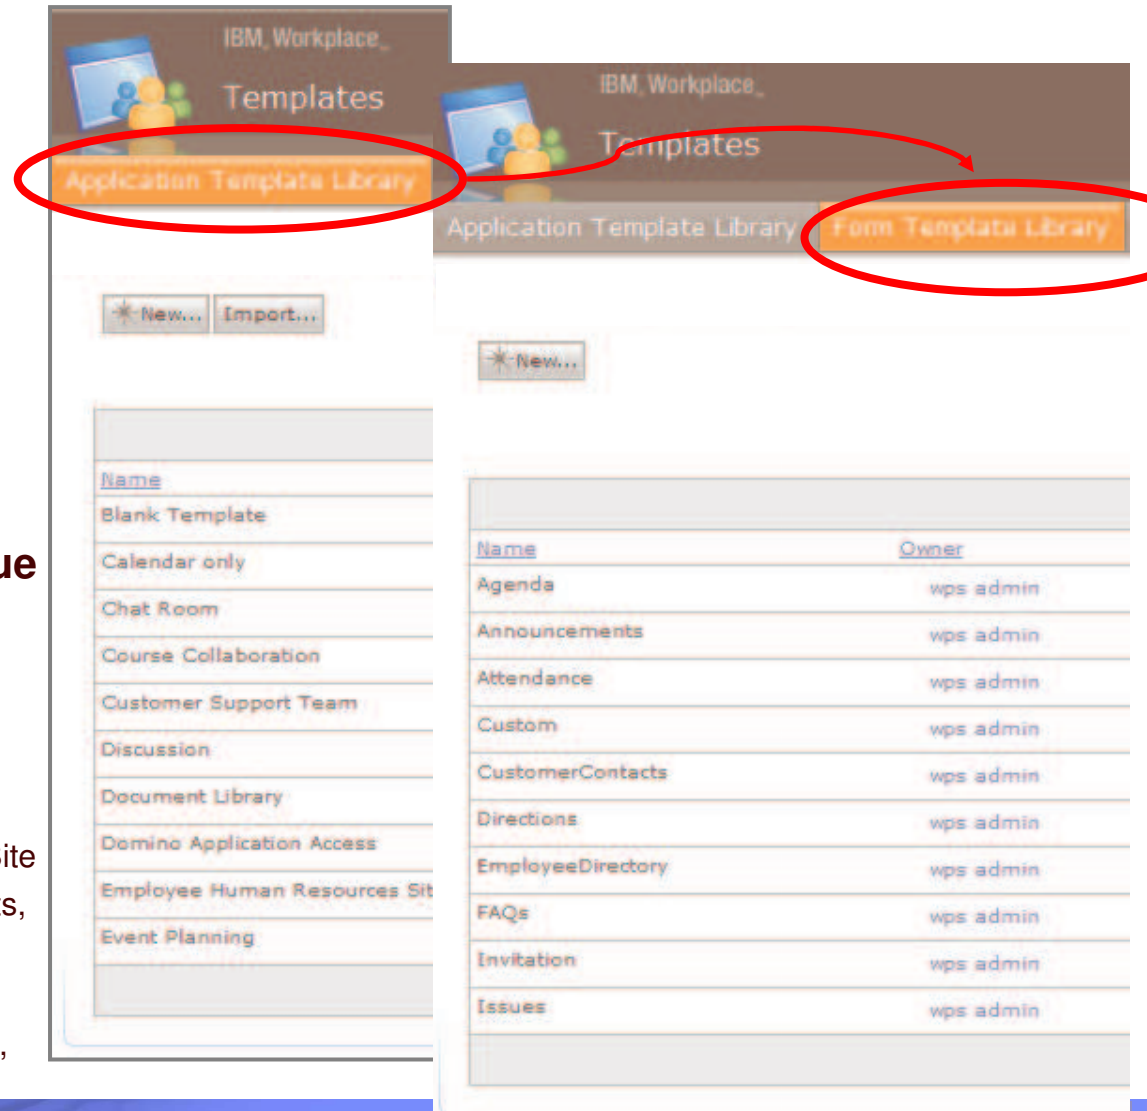 IBM Workplace
Templates
Application Template Library
New...
Import...
Name
Blank Template
Calendar only
Chat Room
Course Collaboration
Customer Support Team
Discussion
Document Library
Domino Application Access
Employee Human Resources Sit
Event Planning
IBM Workplace
Templates
Application Template Library
Form Template Library
New...
Name Owner
Agenda wps admin
Announcements wps admin
Attendance wps admin
Custom wps admin
CustomerContacts wps admin
Directions wps admin
EmployeeDirectory wps admin
FAQs wps admin
Invitation wps admin
Issues wps admin
ue
ite
s,
,